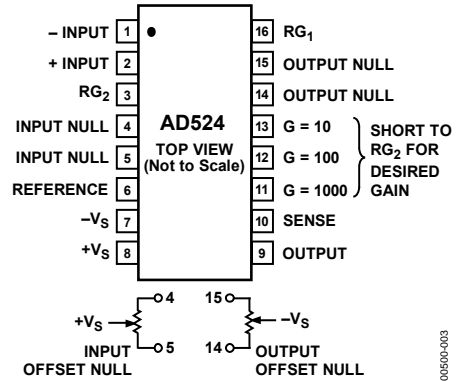 – INPUT 1
+ INPUT 2
RG2 3
INPUT NULL 4
INPUT NULL 5
REFERENCE 6
–VS 7
+VS 8
AD524
TOP VIEW
(Not to Scale)
16 RG1
15 OUTPUT NULL
14 OUTPUT NULL
13 G = 10
12 G = 100
11 G = 1000
10 SENSE
9 OUTPUT
SHORT TO
RG2 FOR
DESIRED
GAIN
4
+VS
5
INPUT
OFFSET NULL
15
–VS
14
OUTPUT
OFFSET NULL
00500-003